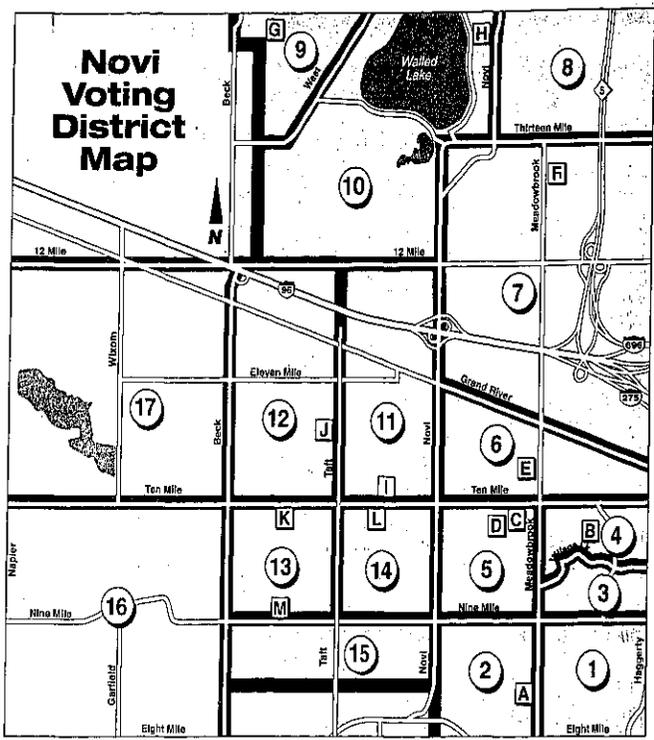 Novi
Voting
District
Map
G
9
West
Beck
Walled
Lake
H
Novi
8
5
Thirteen Mile
N
10
Meadowbrook
F
12 Mile
12 Mile
96
7
696
275
Wixom
Eleven Mile
Grand River
17
Beck
12
J
Taft
11
Novi
6
E
Ten Mile
I
Ten Mile
K
L
D
C
Meadowbrook
B
4
Napier
13
14
5
3
16
Nine Mile
M
Nine Mile
Garfield
Taft
15
Novi
2
A
1
Haggerty
Eight Mile
Eight Mile